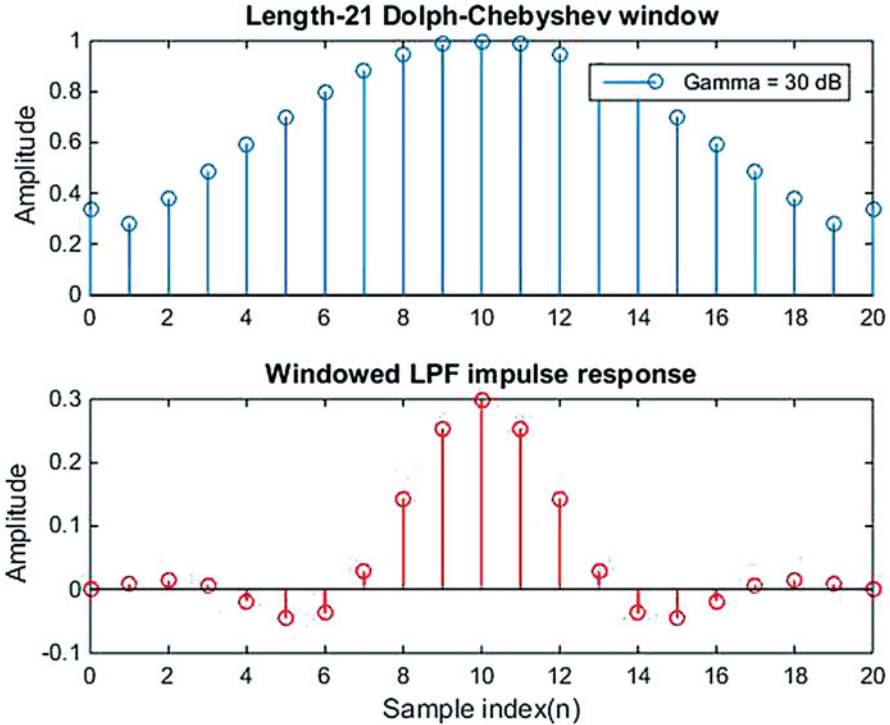 Length-21 Dolph-Chebyshev window
1
0.8
0.6
0.4
0.2
0
Amplitude
Gamma = 30 dB
0 2 4 6 8 10 12 14 16 18 20
Windowed LPF impulse response
0.3
0.2
0.1
0
-0.1
Amplitude
0 2 4 6 8 10 12 14 16 18 20
Sample index(n)